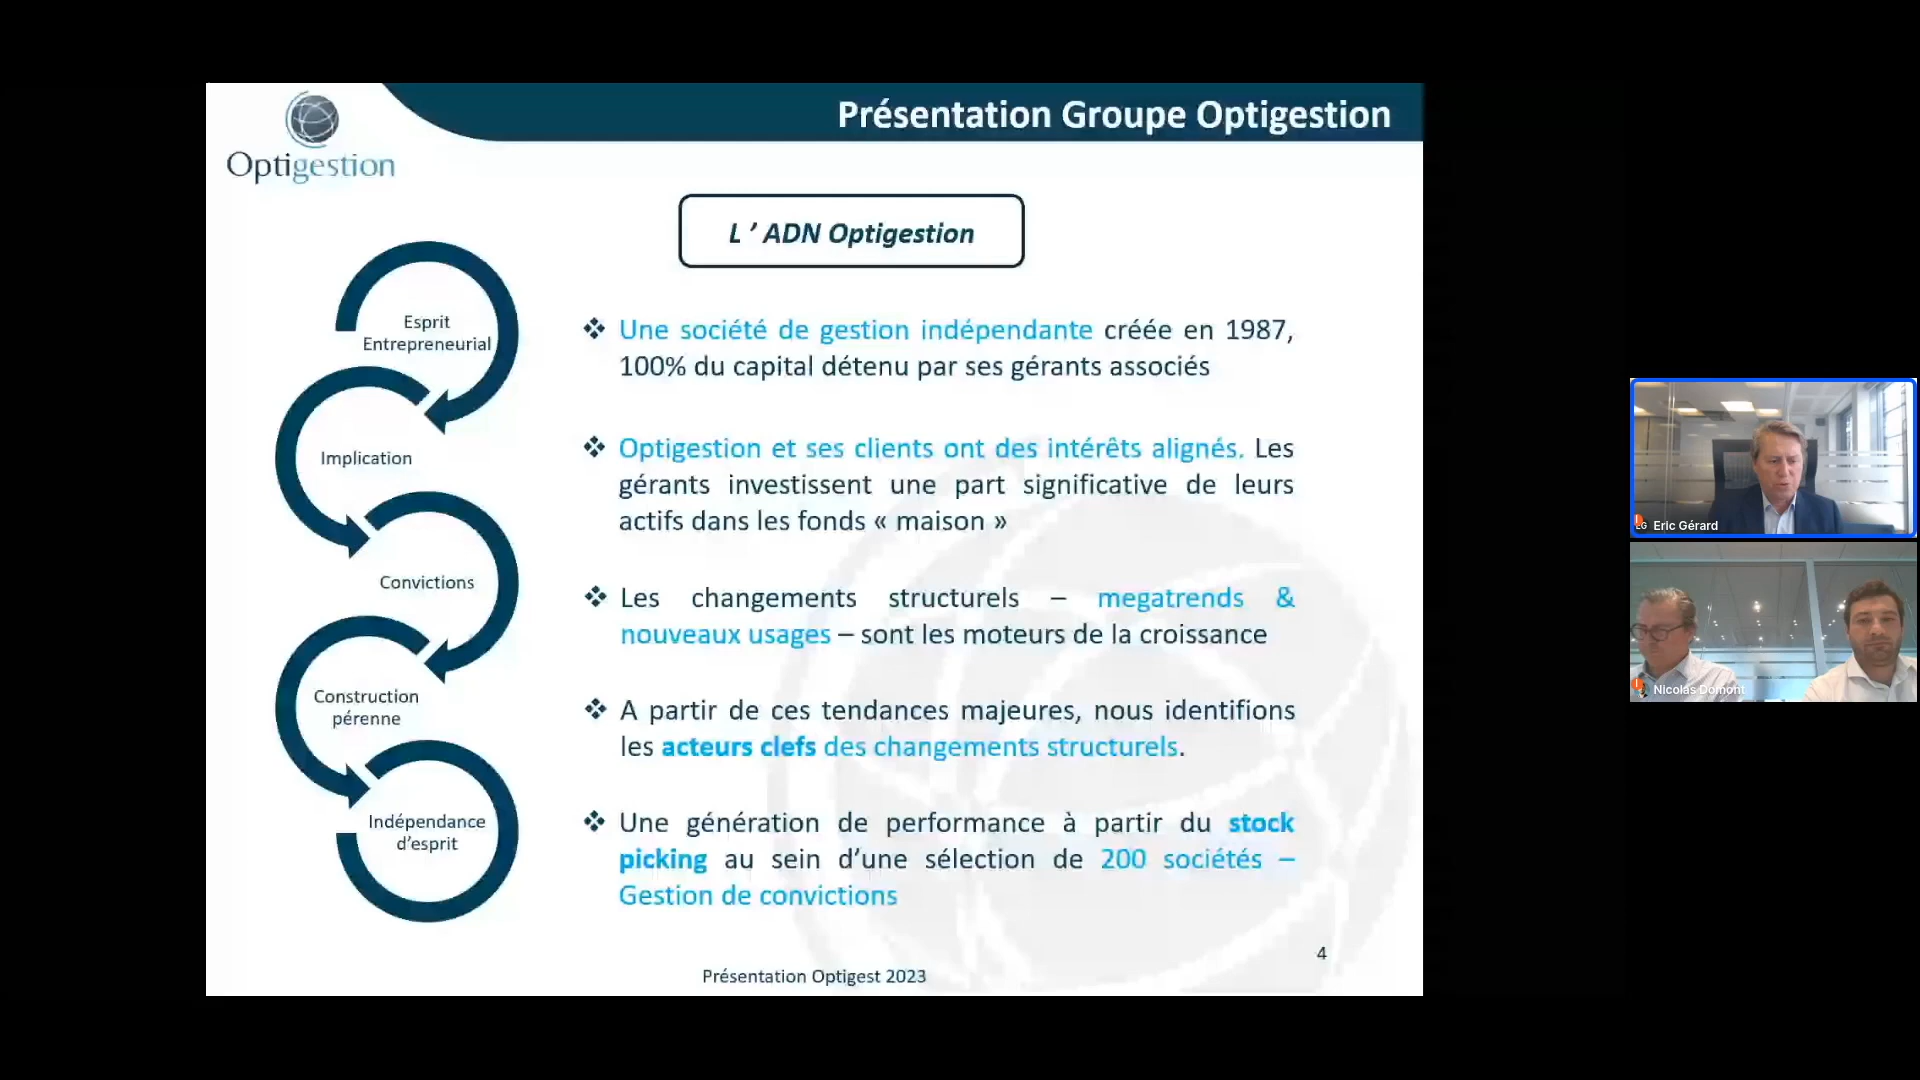 Présentation Groupe Optigestion
Optigestion
L ’ ADN Optigestion
Esprit
Entrepreneurial
Implication
Convictions
Construction
pérenne
Indépendance
d’esprit
❖ Une société de gestion indépendante créée en 1987,
100% du capital détenu par ses gérants associés
❖ Optigestion et ses clients ont des intérêts alignés. Les
gérants investissent une part significative de leurs
actifs dans les fonds « maison »
❖ Les changements structurels – megatrends &
nouveaux usages – sont les moteurs de la croissance
❖ A partir de ces tendances majeures, nous identifions
les acteurs clefs des changements structurels.
❖ Une génération de performance à partir du stock
picking au sein d’une sélection de 200 sociétés –
Gestion de convictions
4
Présentation Optigest 2023
EG Eric Gérard
Nicolas Domont